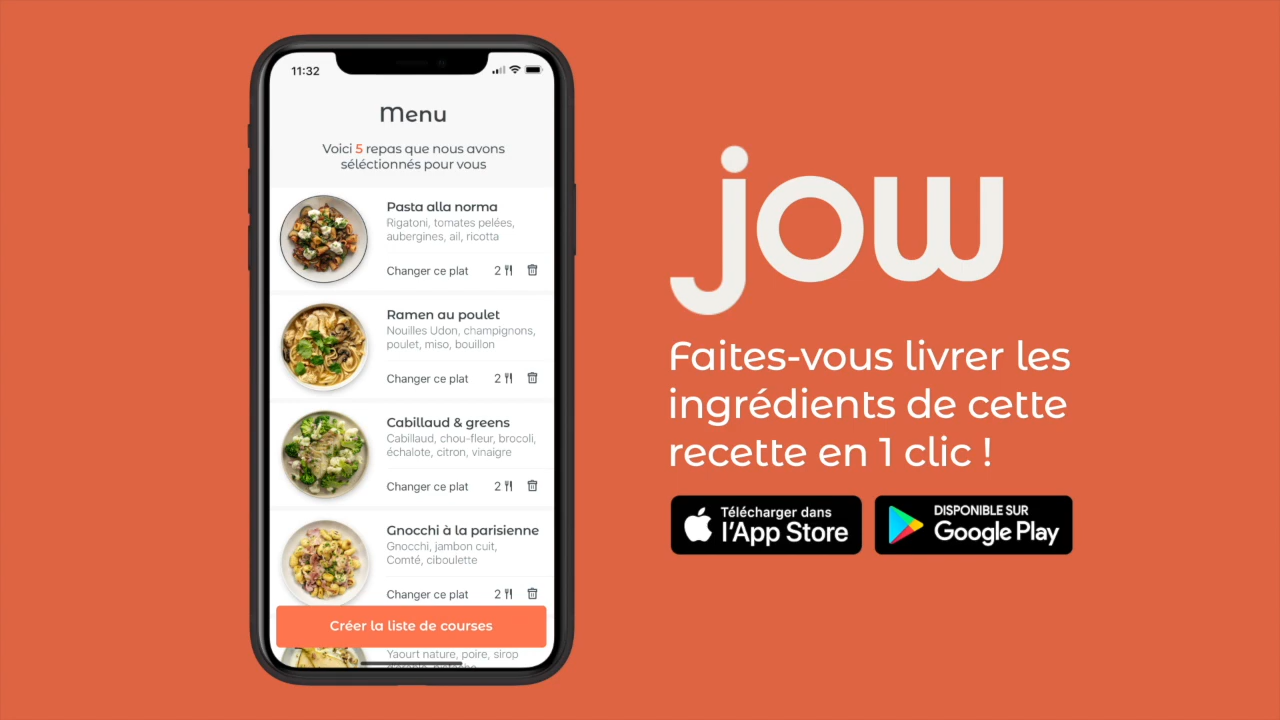 11:32
Menu
Voici 5 repas que nous avons
séléctionnés pour vous
Pasta alla norma
Rigatoni, tomates pelées,
aubergines, ail, ricotta
Changer ce plat 2
Ramen au poulet
Nouilles Udon, champignons,
poulet, miso, bouillon
Changer ce plat 2
Cabillaud & greens
Cabillaud, chou-fleur, brocoli,
échalote, citron, vinaigre
Changer ce plat 2
Gnocchi à la parisienne
Gnocchi, jambon cuit,
Comté, ciboulette
Changer ce plat 2
Créer la liste de courses
Yaourt nature, poire, sirop
jow
Faites-vous livrer les
ingrédients de cette
recette en 1 clic !
Télécharger dans
l'App Store
DISPONIBLE SUR
Google Play